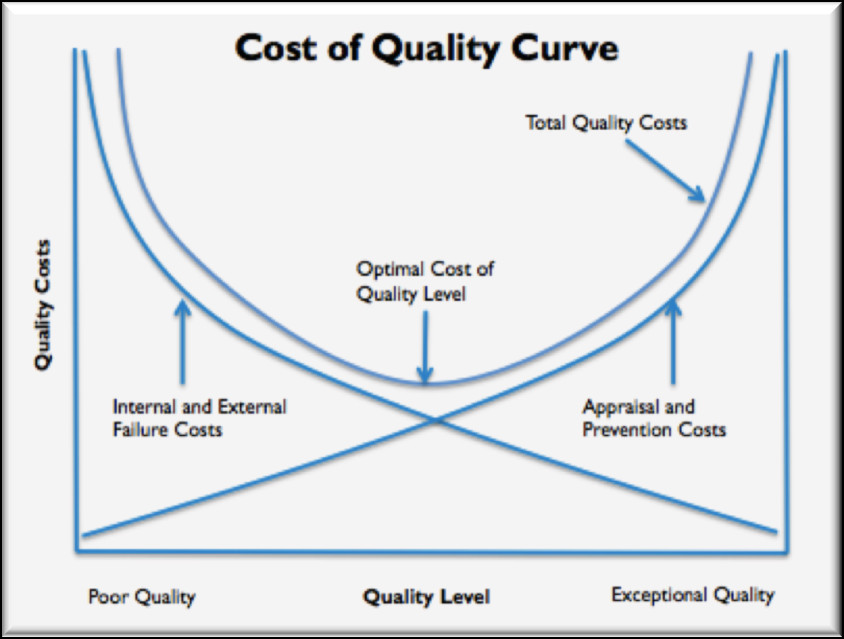 Cost of Quality Curve
Total Quality Costs
Optimal Cost of
Quality Level
Quality Costs
Internal and External
Failure Costs
Appraisal and
Prevention Costs
Poor Quality
Quality Level
Exceptional Quality